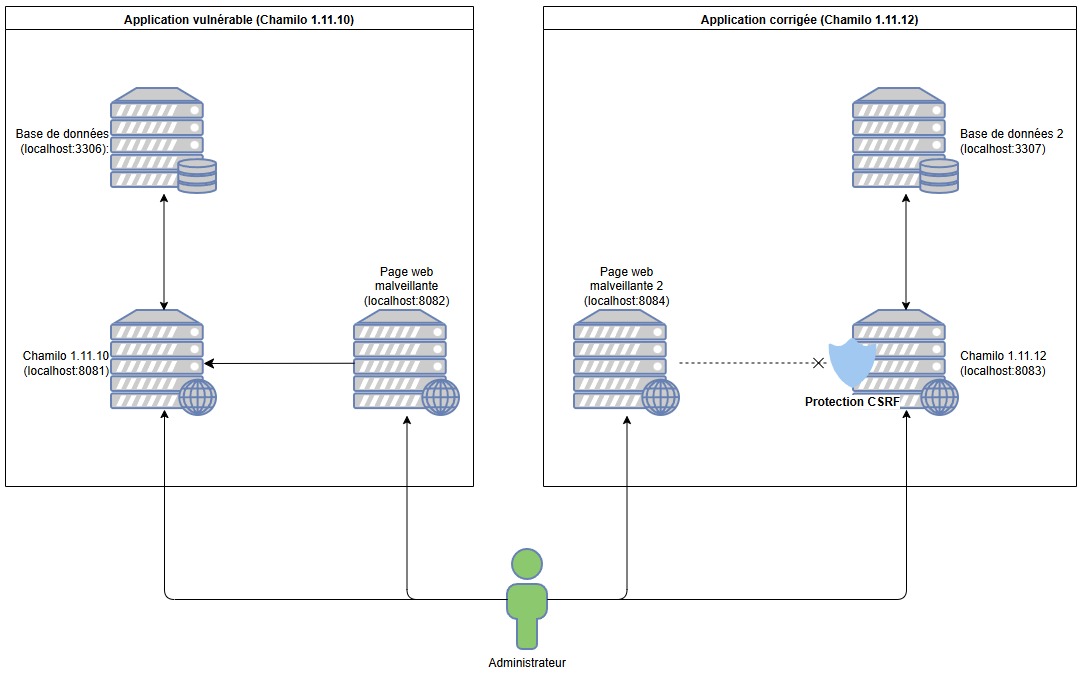 Application vulnérable (Chamilo 1.11.10)
Application corrigée (Chamilo 1.11.12)
Base de données
(localhost:3306):
Base de données 2
(localhost:3307)
Page web
malveillante
(localhost:8082)
Page web
malveillante 2
(localhost:8084)
Chamilo 1.11.10
(localhost:8081)
Chamilo 1.11.12
(localhost:8083)
Protection CSRF
Administrateur